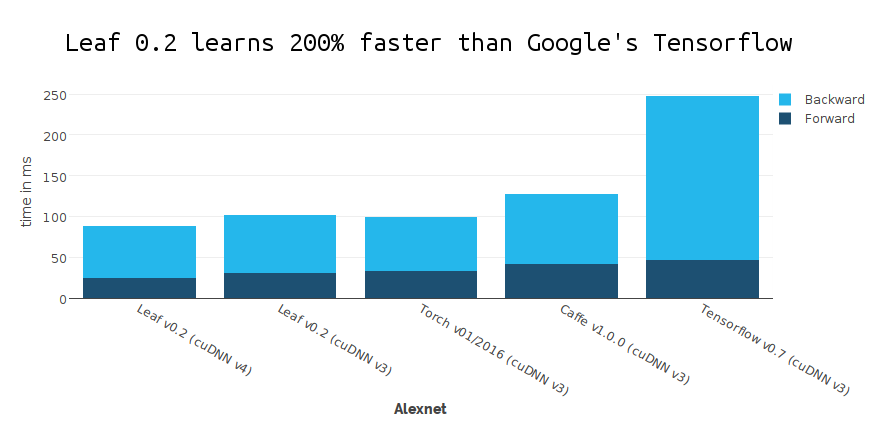 Leaf 0.2 learns 200% faster than Google's Tensorflow
Backward
Forward
time in ms
250
200
150
100
50
0
Leaf v0.2 (cuDNN v4)
Leaf v0.2 (cuDNN v3)
Torch v01/2016 (cuDNN v3)
Caffe v1.0.0 (cuDNN v3)
Tensorflow v0.7 (cuDNN v3)
Alexnet